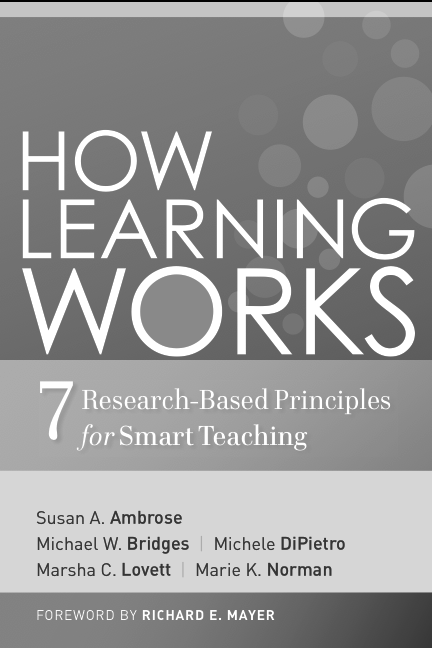 HOW
LEARNING
WORKS
7 Research-Based Principles
for Smart Teaching
Susan A. Ambrose
Michael W. Bridges | Michele DiPietro
Marsha C. Lovett | Marie K. Norman
FOREWORD BY RICHARD E. MAYER